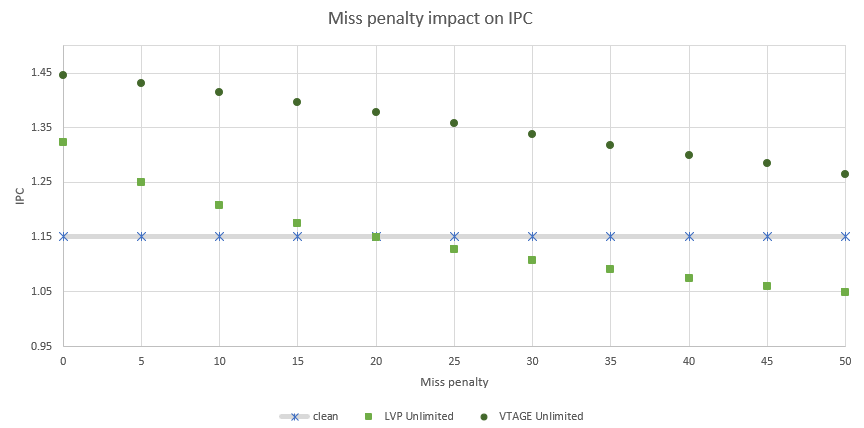 Miss penalty impact on IPC
1.45
1.35
1.25
1.15
1.05
0.95
IPC
0 5 10 15 20 25 30 35 40 45 50
Miss penalty
clean LVP Unlimited VTAGE Unlimited